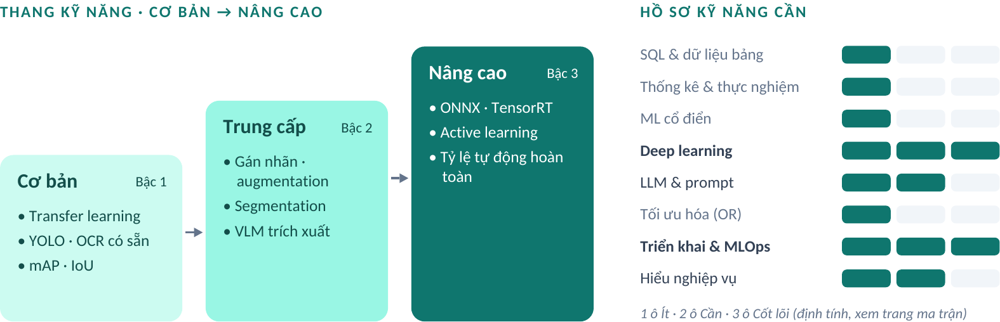 THANG KỸ NĂNG · CƠ BẢN → NÂNG CAO
Cơ bản
Bậc 1
• Transfer learning
• YOLO · OCR có sẵn
• mAP · IoU
Trung cấp
Bậc 2
• Gán nhãn ·
augmentation
• Segmentation
• VLM trích xuất
Nâng cao
Bậc 3
• ONNX · TensorRT
• Active learning
• Tỷ lệ tự động hoàn
toàn
HỒ SƠ KỸ NĂNG CẦN
SQL & dữ liệu bảng
Thống kê & thực nghiệm
ML cổ điển
Deep learning
LLM & prompt
Tối ưu hóa (OR)
Triển khai & MLOps
Hiểu nghiệp vụ
1 ô Ít · 2 ô Cần · 3 ô Cốt lõi (định tính, xem trang ma trận)